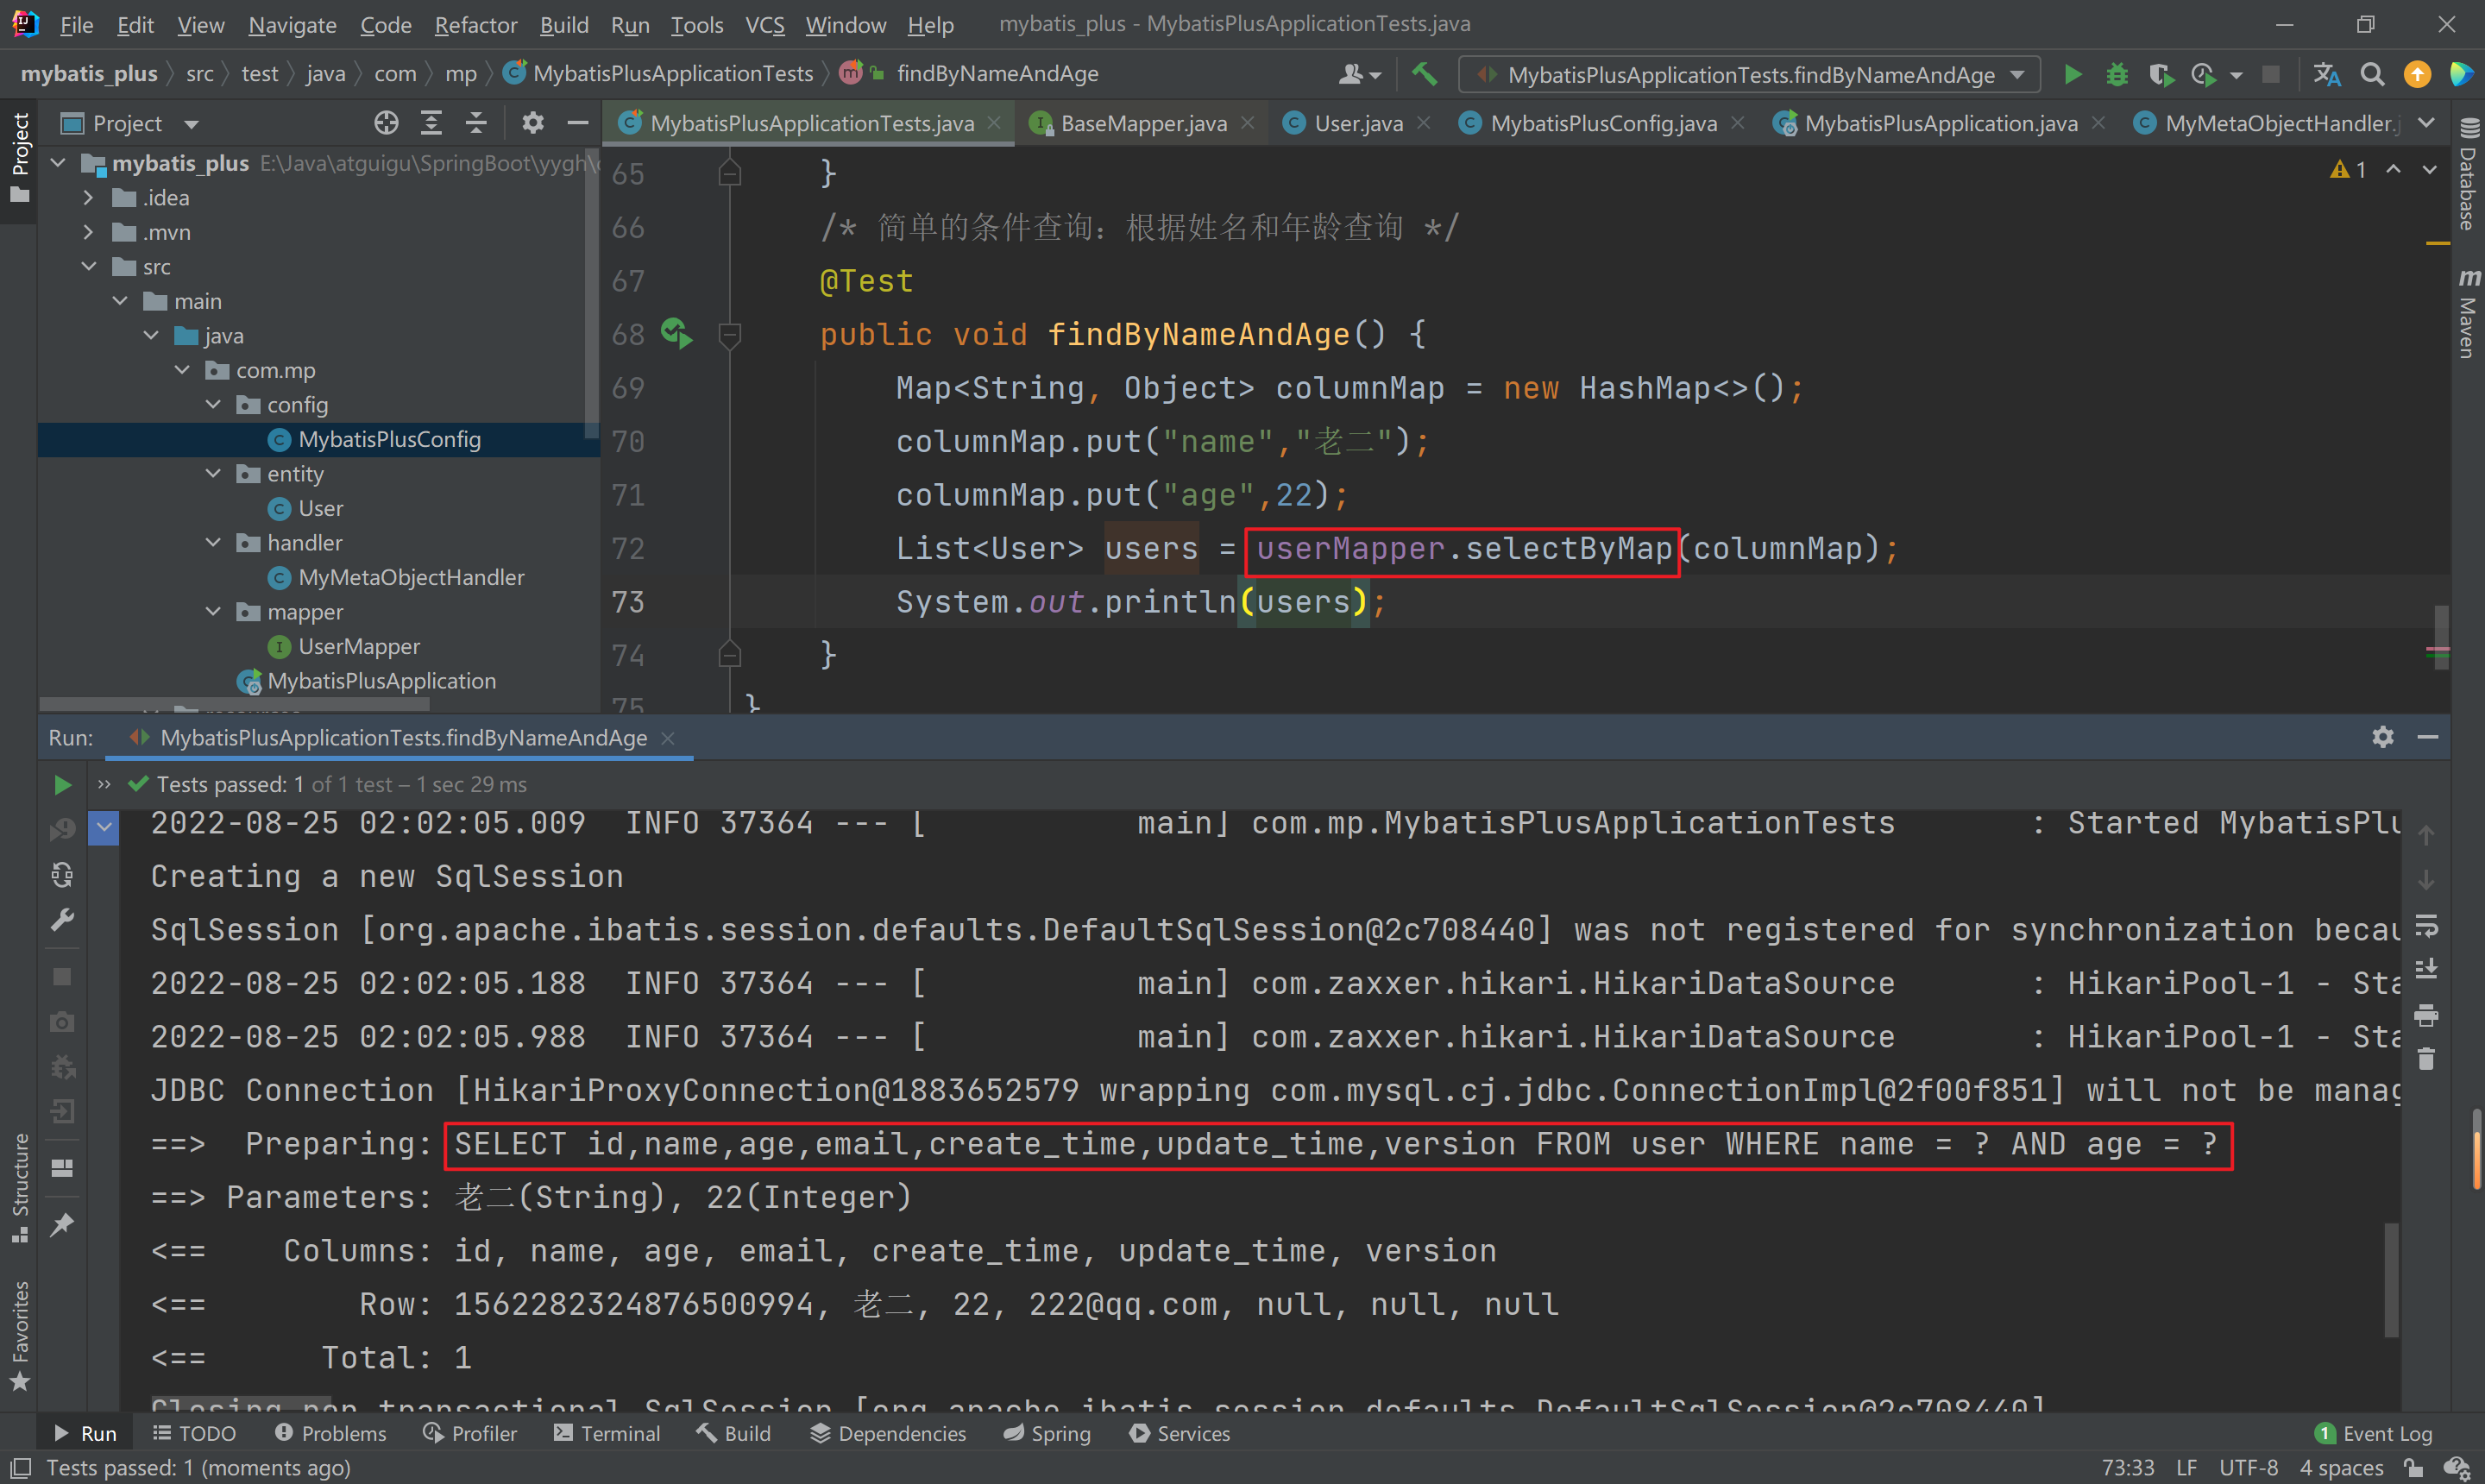 File Edit View Navigate Code Refactor Build Run Tools VCS Window Help mybatis_plus - MybatisPlusApplicationTests.java
mybatis_plus src test java com mp MybatisPlusApplicationTests findByNameAndAge MybatisPlusApplicationTests.findByNameAndAge
Project
Project
MybatisPlusApplicationTests.java BaseMapper.java User.java MybatisPlusConfig.java MybatisPlusApplication.java MyMetaObjectHandler.j
mybatis_plus E:\Java\atguigu\SpringBoot\yygh\
.idea
.mvn
src
main
java
com.mp
config
MybatisPlusConfig
entity
User
handler
MyMetaObjectHandler
mapper
UserMapper
MybatisPlusApplication
65 }
66 /* 简单的条件查询：根据姓名和年龄查询 */
67 @Test
68 public void findByNameAndAge() {
69 Map<String, Object> columnMap = new HashMap<>();
70 columnMap.put("name","老二");
71 columnMap.put("age",22);
72 List<User> users = userMapper.selectByMap(columnMap);
73 System.out.println(users);
74 }
75 }
1
Database
Maven
Run: MybatisPlusApplicationTests.findByNameAndAge
Tests passed: 1 of 1 test – 1 sec 29 ms
2022-08-25 02:02:05.009 INFO 37364 --- [ main] com.mp.MybatisPlusApplicationTests : Started MybatisPlu
Creating a new SqlSession
SqlSession [org.apache.ibatis.session.defaults.DefaultSqlSession@2c708440] was not registered for synchronization becau
2022-08-25 02:02:05.188 INFO 37364 --- [ main] com.zaxxer.hikari.HikariDataSource : HikariPool-1 - Sta
2022-08-25 02:02:05.988 INFO 37364 --- [ main] com.zaxxer.hikari.HikariDataSource : HikariPool-1 - Sta
JDBC Connection [HikariProxyConnection@1883652579 wrapping com.mysql.cj.jdbc.ConnectionImpl@2f00f851] will not be manag
==> Preparing: SELECT id,name,age,email,create_time,update_time,version FROM user WHERE name = ? AND age = ?
==> Parameters: 老二(String), 22(Integer)
<== Columns: id, name, age, email, create_time, update_time, version
<== Row: 1562282324876500994, 老二, 22, 222@qq.com, null, null, null
<== Total: 1
Closing non transactional SqlSession [org.apache.ibatis.session.defaults.DefaultSqlSession@2c708440]
Structure
Favorites
Run TODO Problems Profiler Terminal Build Dependencies Spring Services 1 Event Log
Tests passed: 1 (moments ago) 73:33 LF UTF-8 4 spaces